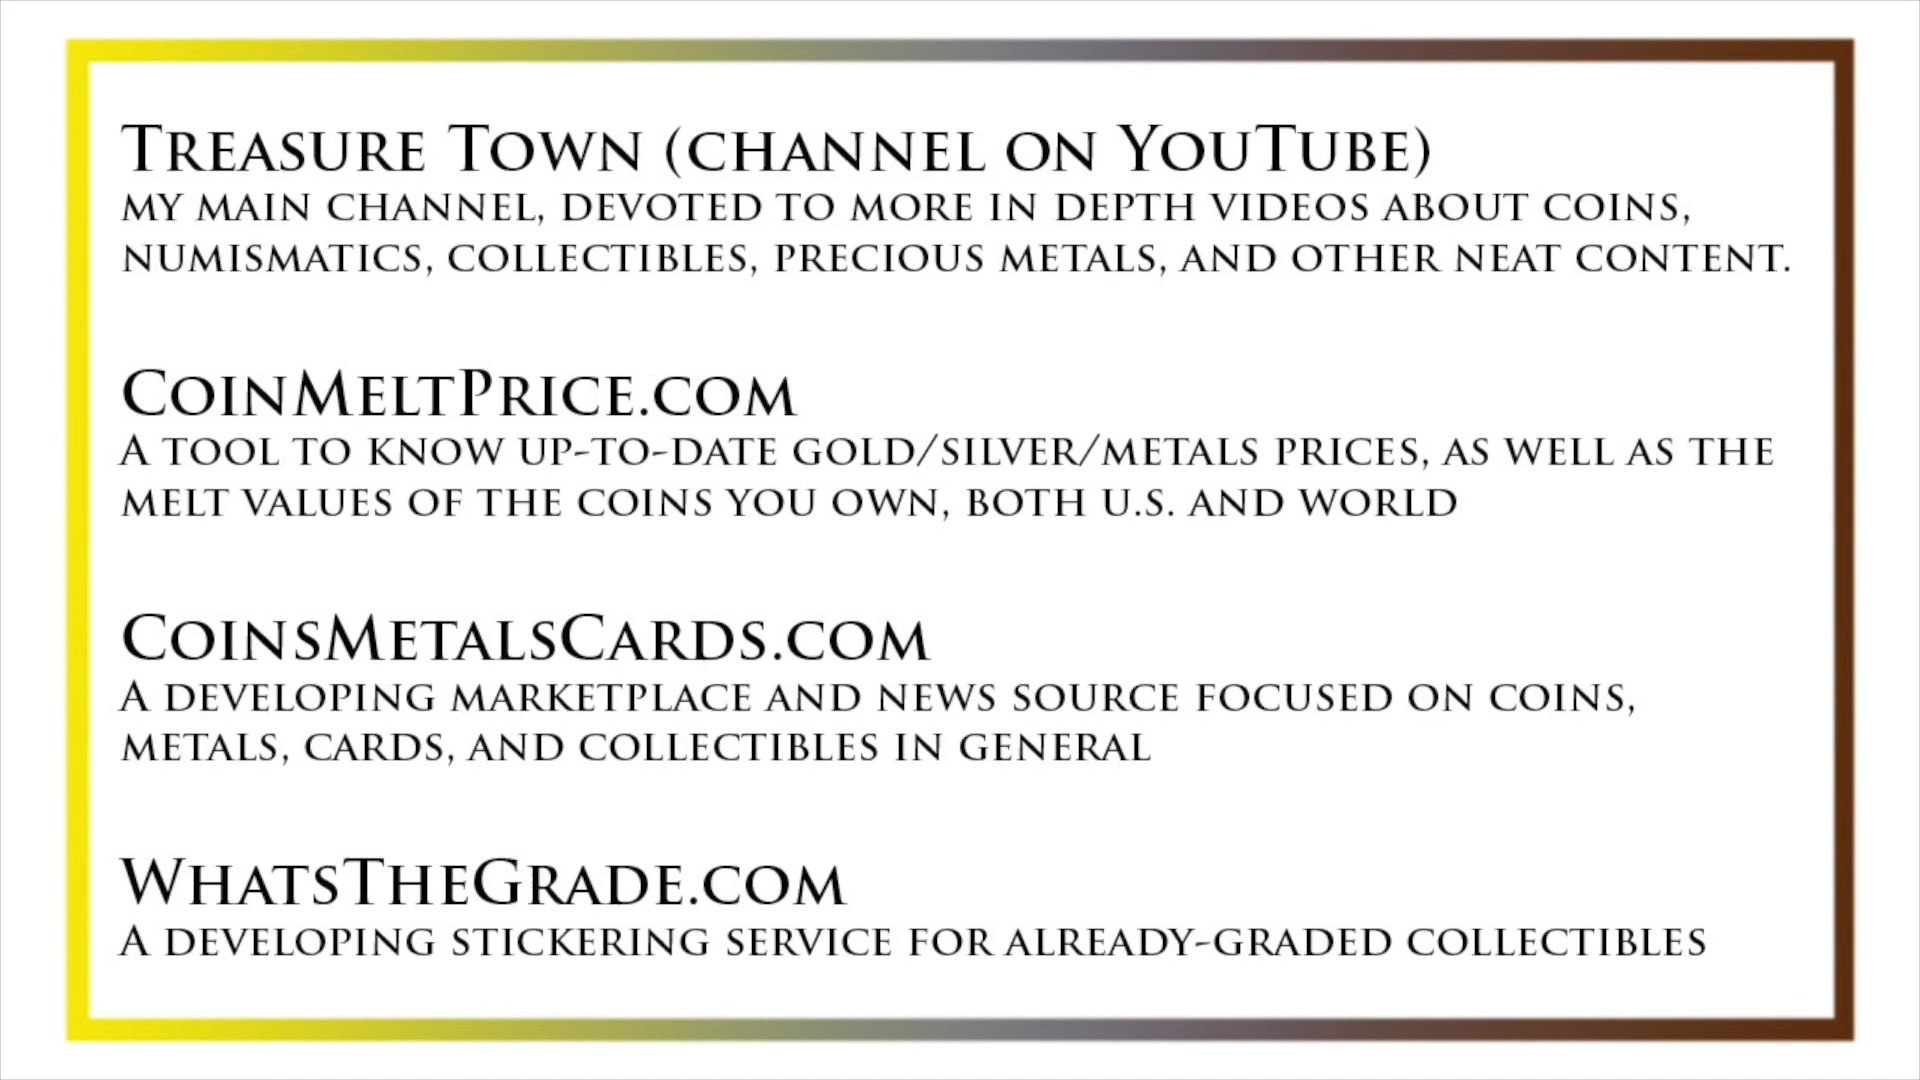 Treasure Town (channel on YouTube)
my main channel, devoted to more in depth videos about coins,
numismatics, collectibles, precious metals, and other neat content.
CoinMeltPrice.com
A tool to know up-to-date gold/silver/metals prices, as well as the
melt values of the coins you own, both U.S. and world
CoinsMetalsCards.com
A developing marketplace and news source focused on coins,
metals, cards, and collectibles in general
WhatsTheGrade.com
A developing stickering service for already-graded collectibles